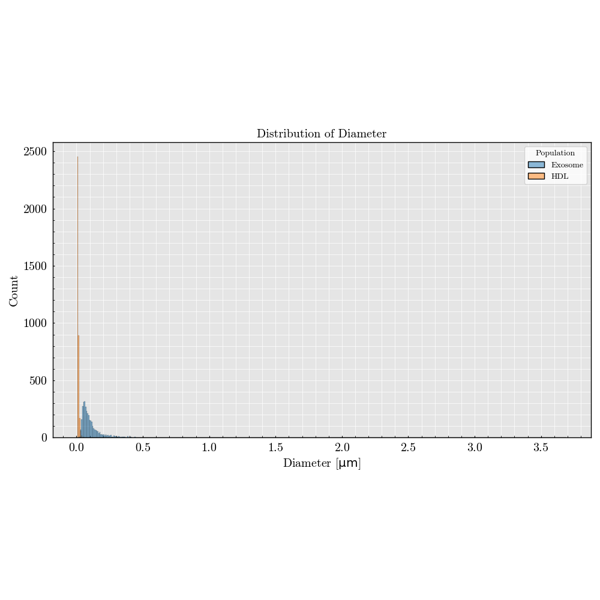 Distribution of Diameter
Population
Exosome
HDL
2500
2000
1500
1000
500
0
Count
0.0 0.5 1.0 1.5 2.0 2.5 3.0 3.5
Diameter [μm]